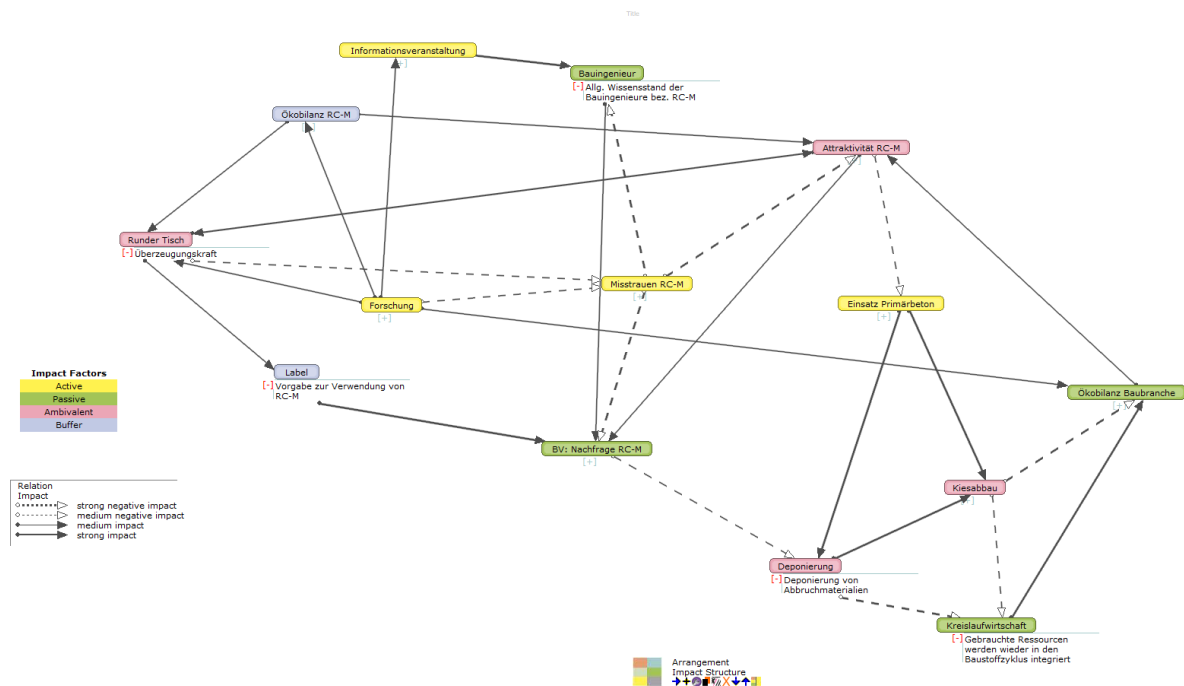 Title
Informationsveranstaltung
[+]
Bauingenieur
[-] Allg. Wissensstand der
Bauingenieure bez. RC-M
Ökobilanz RC-M
Attraktivität RC-M
Runder Tisch
[-] Überzeugungskraft
Misstrauen RC-M
[+]
Forschung
[+]
Einsatz Primärbeton
[+]
Label
[-] Vorgabe zur Verwendung von
RC-M
Impact Factors
Active
Passive
Ambivalent
Buffer
Ökobilanz Baubranche
[+]
BV: Nachfrage RC-M
[+]
Kiesabbau
[+]
Relation
Impact
strong negative impact
medium negative impact
medium impact
strong impact
Deponierung
[-] Deponierung von
Abbruchmaterialien
Kreislaufwirtschaft
[-] Gebrauchte Ressourcen
werden wieder in den
Baustoffzyklus integriert
Arrangement
Impact Structure